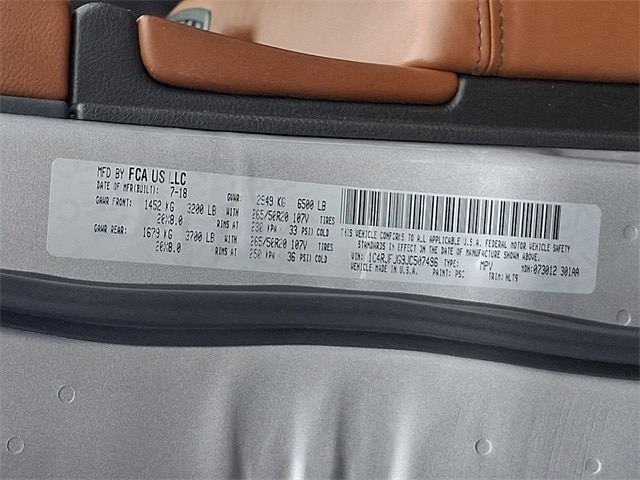 MFD BY FCA US LLC
DATE OF MFR(BUILT): 7-18 GVWR: 2949 KG 6500 LB
GAWR FRONT: 1452 KG 3200 LB WITH 265/50R20 107V TIRES
20X8.0 RIMS AT 230 KPA 33 PSI COLD
GAWR REAR: 1679 KG 3700 LB WITH 265/50R20 107V TIRES
20X8.0 RIMS AT 250 KPA 36 PSI COLD
THIS VEHICLE CONFORMS TO ALL APPLICABLE U.S.A. FEDERAL MOTOR VEHICLE SAFETY
STANDARDS IN EFFECT ON THE DATE OF MANUFACTURE SHOWN ABOVE.
VIN: 1C4RJFJG9JC507496 TYPE: MPV MDH: 073012 301AA
VEHICLE MADE IN U.S.A. PAINT: PSC TRIM: HLT9